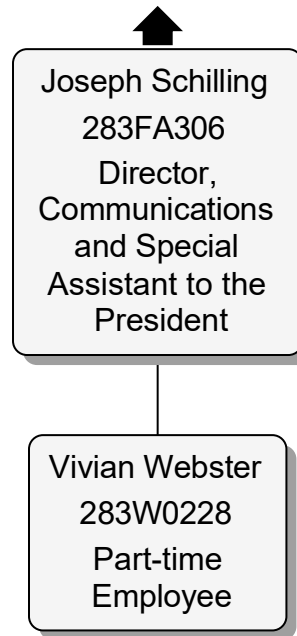 Joseph Schilling
283FA306
Director,
Communications
and Special
Assistant to the
President
Vivian Webster
283W0228
Part-time
Employee